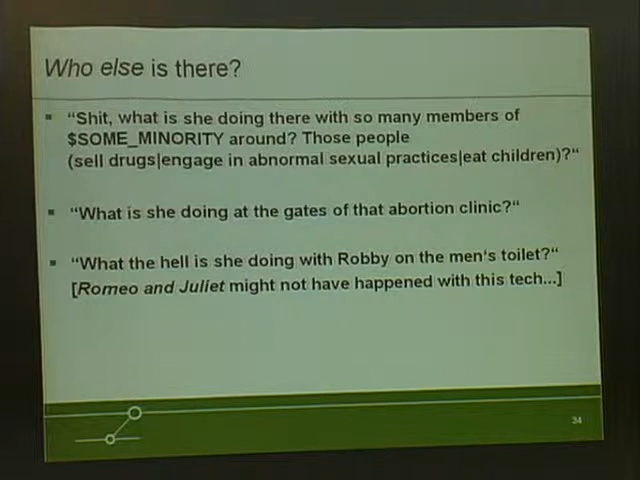 Who else is there?
"Shit, what is she doing there with so many members of
$SOME_MINORITY around? Those people
(sell drugs|engage in abnormal sexual practices|eat children)?"
"What is she doing at the gates of that abortion clinic?"
"What the hell is she doing with Robby on the men's toilet?"
[Romeo and Juliet might not have happened with this tech...]
34